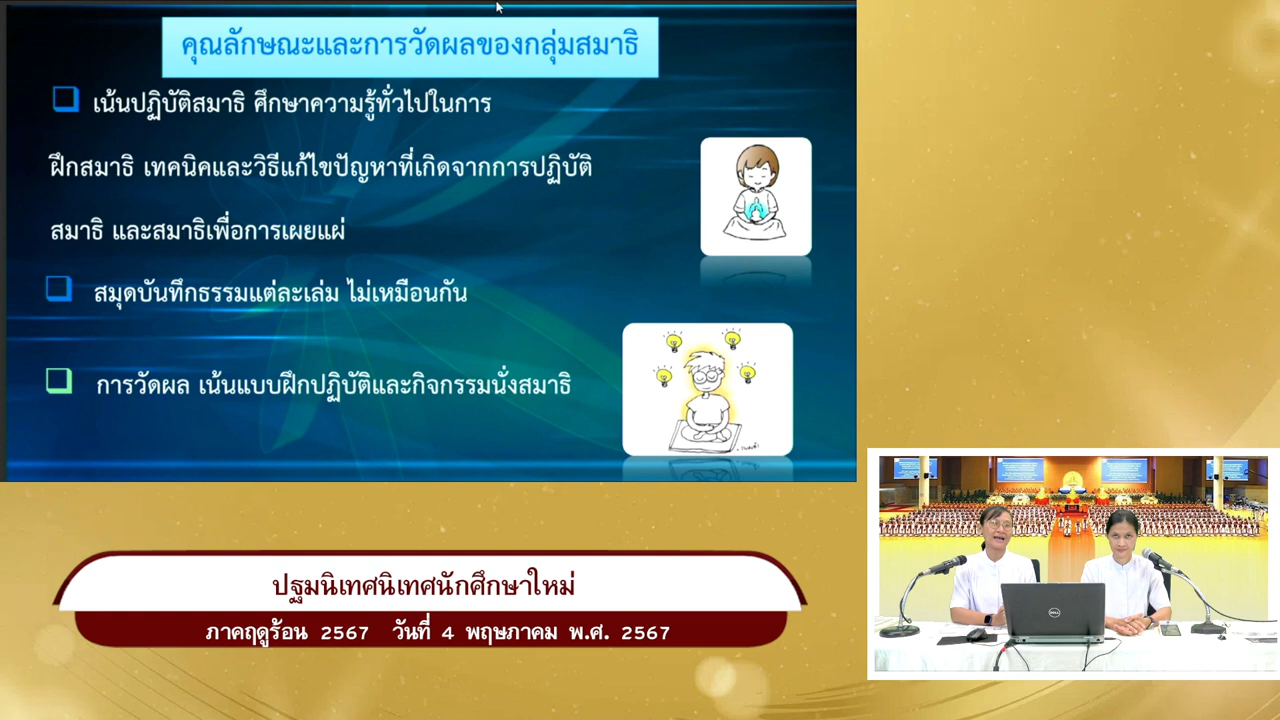 คุณลักษณะและการวัดผลของกลุ่มสมาธิ
เน้นปฏิบัติสมาธิ ศึกษาความรู้ทั่วไปในการ
ฝึกสมาธิ เทคนิคและวิธีแก้ไขปัญหาที่เกิดจากการปฏิบัติ
สมาธิ และสมาธิเพื่อการเผยแผ่
สมุดบันทึกธรรมแต่ละเล่ม ไม่เหมือนกัน
การวัดผล เน้นแบบฝึกปฏิบัติและกิจกรรมนั่งสมาธิ
ปฐมนิเทศนิเทศนักศึกษาใหม่
ภาคฤดูร้อน 2567 วันที่ 4 พฤษภาคม พ.ศ. 2567
DELL